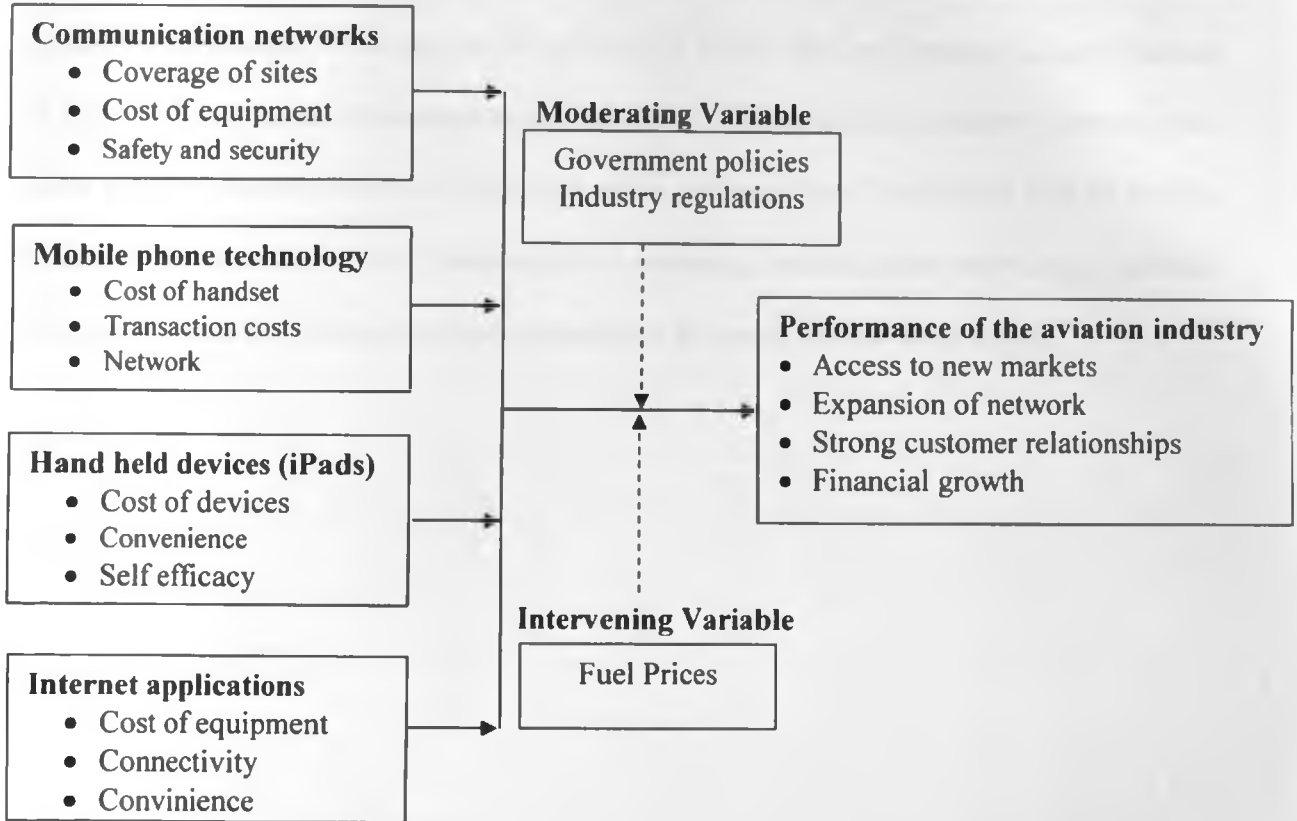 Communication networks
• Coverage of sites
• Cost of equipment
• Safety and security
Mobile phone technology
• Cost of handset
• Transaction costs
• Network
Hand held devices (iPads)
• Cost of devices
• Convenience
• Self efficacy
Internet applications
• Cost of equipment
• Connectivity
• Convinience
Moderating Variable
Government policies
Industry regulations
Intervening Variable
Fuel Prices
Performance of the aviation industry
• Access to new markets
• Expansion of network
• Strong customer relationships
• Financial growth